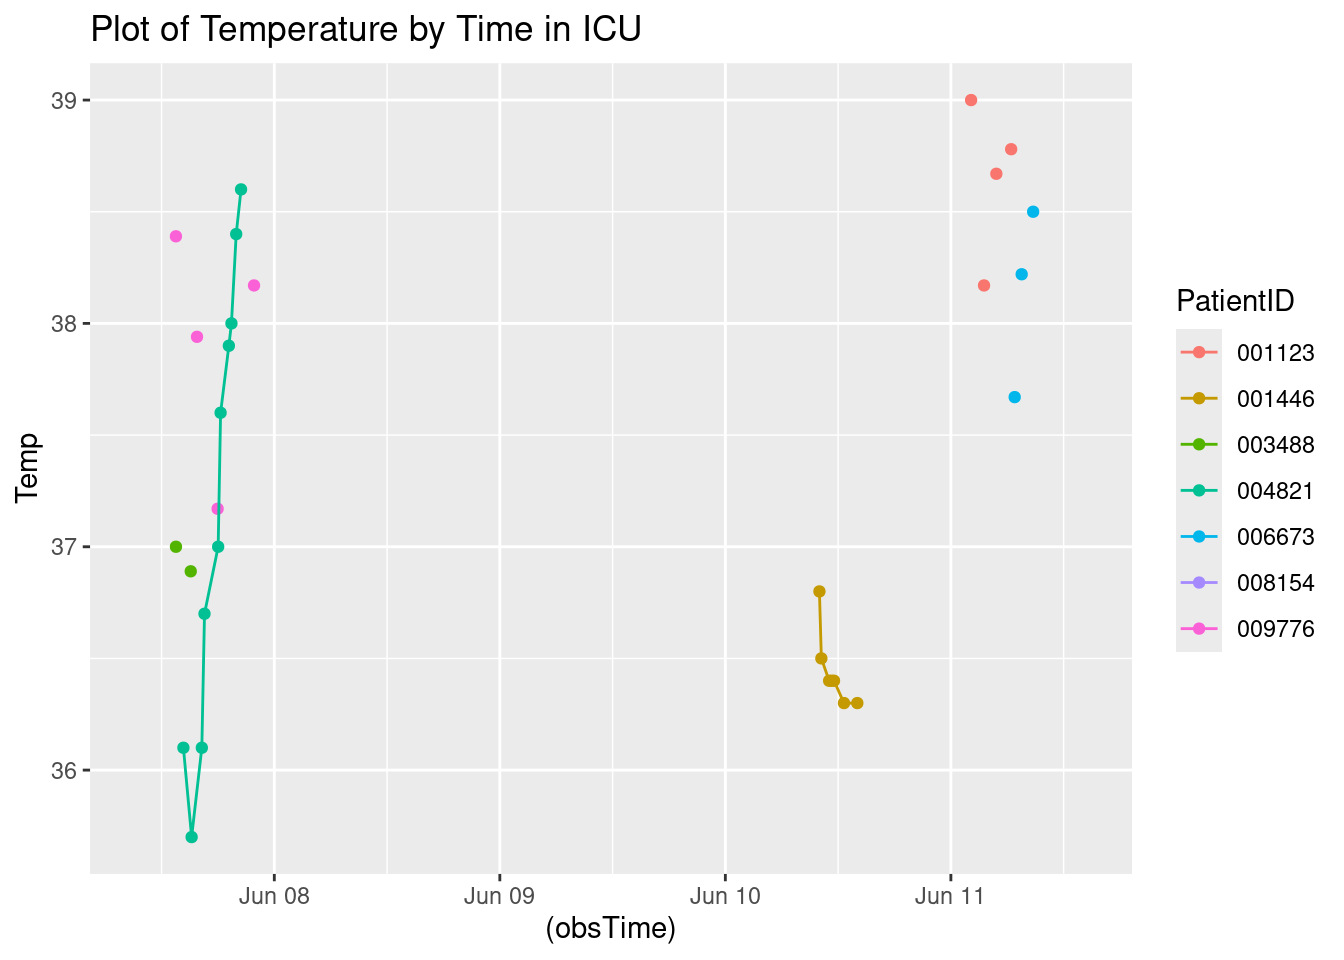 Plot of Temperature by Time in ICU
39
38
37
36
Temp
Jun 08
Jun 09
Jun 10
Jun 11
(obsTime)
PatientID
001123
001446
003488
004821
006673
008154
009776